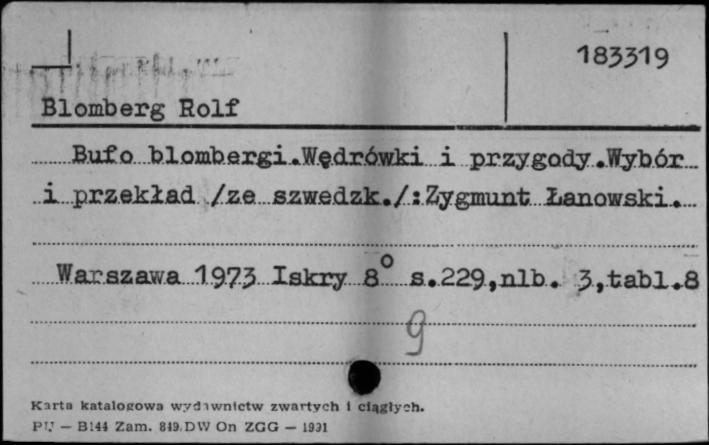 183319
Blomberg Rolf
Bufo blombergi.Wędrówki i przygody.Wybór
i przekład /ze szwedzk./:Zygmunt Łanowski.
Warszawa 1973 Iskry 8° s.229,nlb. 3,tabl.8
9
Karta katalogowa wydawnictw zwartych i ciągłych.
PU — B144 Zam. 849.DW On ZGG — 1991